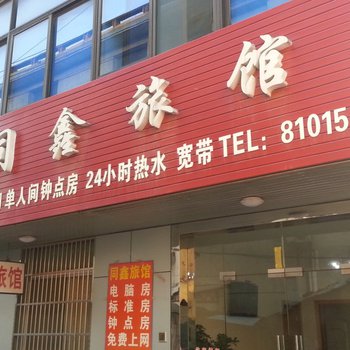 同鑫旅馆
单人间钟点房 24小时热水 宽带 TEL: 81015
旅馆
同鑫旅馆
电脑房
标准房
钟点房
免费上网